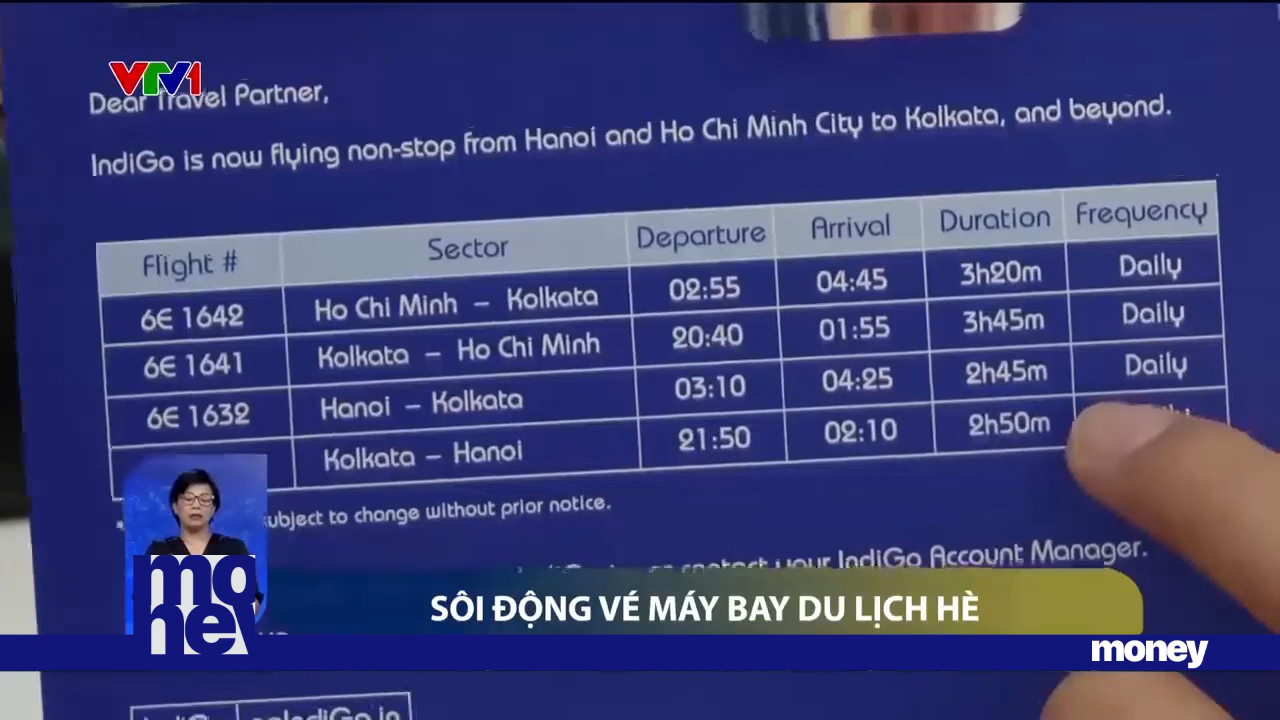 VTV1
Dear Travel Partner,
IndiGo is now flying non-stop from Hanoi and Ho Chi Minh City to Kolkata, and beyond.
Flight # Sector Departure Arrival Duration Frequency
6E 1642 Ho Chi Minh – Kolkata 02:55 04:45 3h20m Daily
6E 1641 Kolkata – Ho Chi Minh 20:40 01:55 3h45m Daily
6E 1632 Hanoi – Kolkata 03:10 04:25 2h45m Daily
Kolkata – Hanoi 21:50 02:10 2h50m
subject to change without prior notice.
contact your IndiGo Account Manager.
SÔI ĐỘNG VÉ MÁY BAY DU LỊCH HÈ
money
money